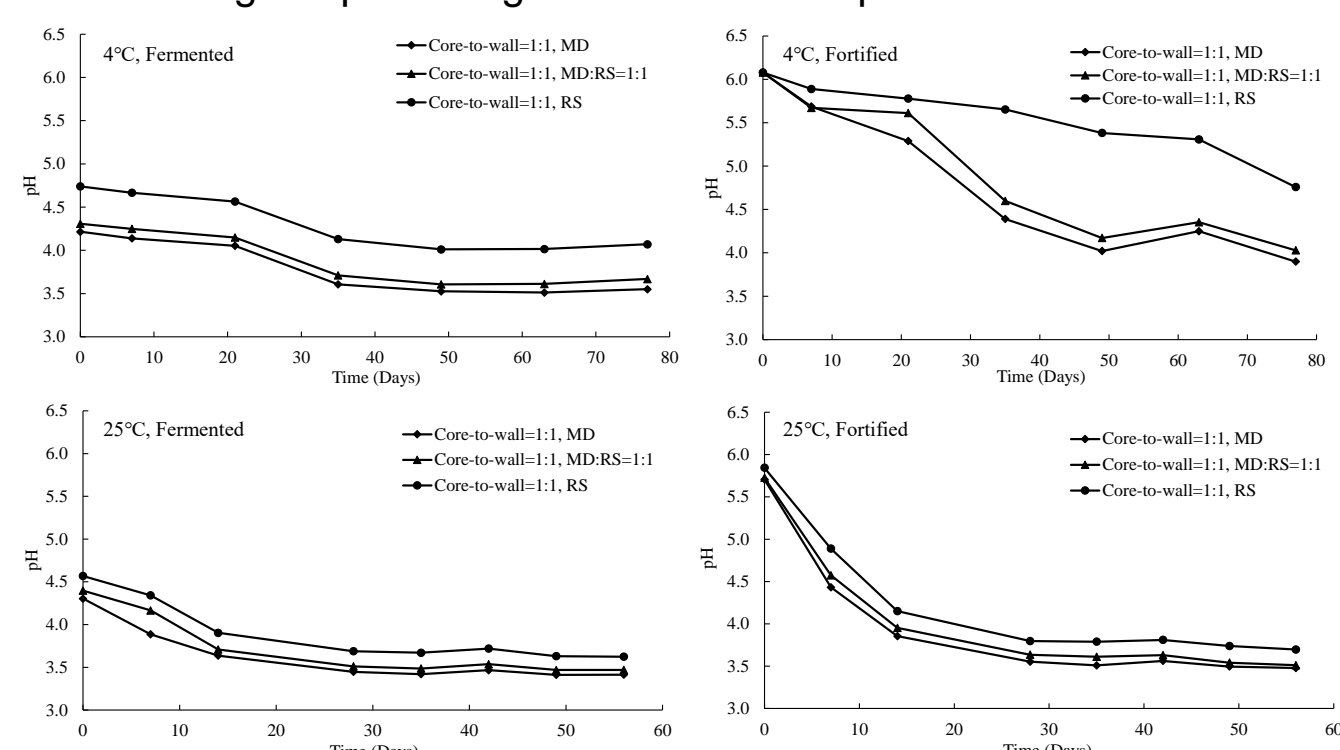 4℃, Fermented
Core-to-wall=1:1, MD
Core-to-wall=1:1, MD:RS=1:1
Core-to-wall=1:1, RS
6.5
6.0
5.5
5.0
4.5
4.0
3.5
3.0
pH
0 10 20 30 40 50 60 70 80
Time (Days)
4℃, Fortified
Core-to-wall=1:1, MD
Core-to-wall=1:1, MD:RS=1:1
Core-to-wall=1:1, RS
6.5
6.0
5.5
5.0
4.5
4.0
3.5
3.0
pH
0 10 20 30 40 50 60 70 80
Time (Days)
25℃, Fermented
Core-to-wall=1:1, MD
Core-to-wall=1:1, MD:RS=1:1
Core-to-wall=1:1, RS
6.5
6.0
5.5
5.0
4.5
4.0
3.5
3.0
pH
0 10 20 30 40 50 60
Time (Days)
25℃, Fortified
Core-to-wall=1:1, MD
Core-to-wall=1:1, MD:RS=1:1
Core-to-wall=1:1, RS
6.5
6.0
5.5
5.0
4.5
4.0
3.5
3.0
pH
0 10 20 30 40 50 60
Time (Days)